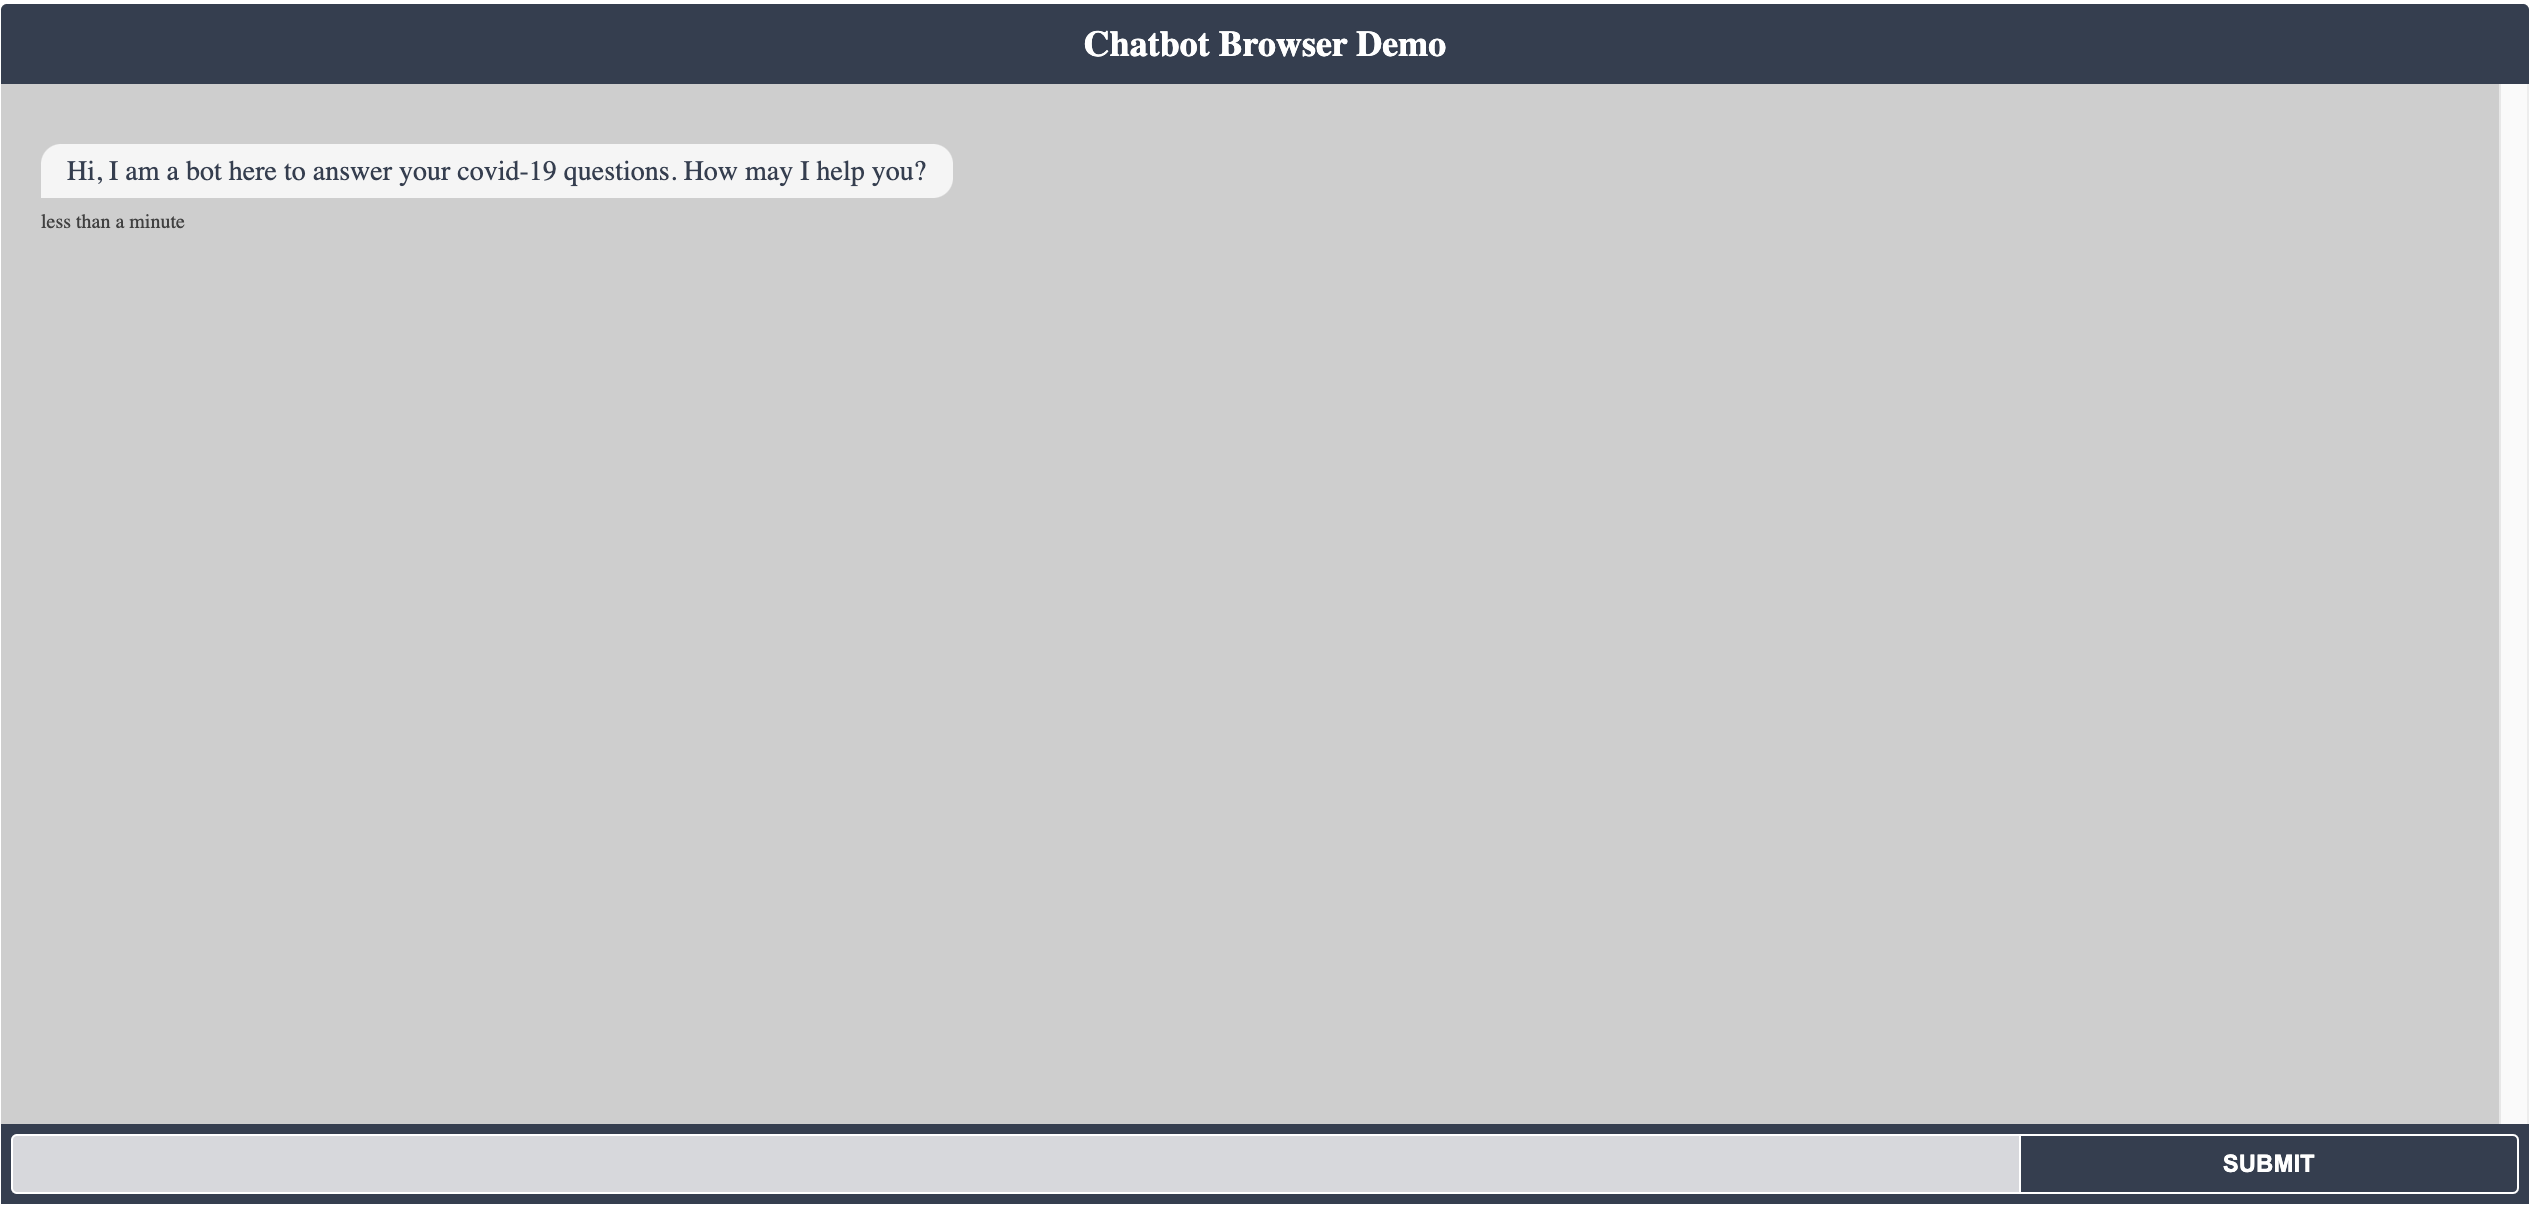 Chatbot Browser Demo
Hi, I am a bot here to answer your covid-19 questions. How may I help you?
less than a minute
SUBMIT